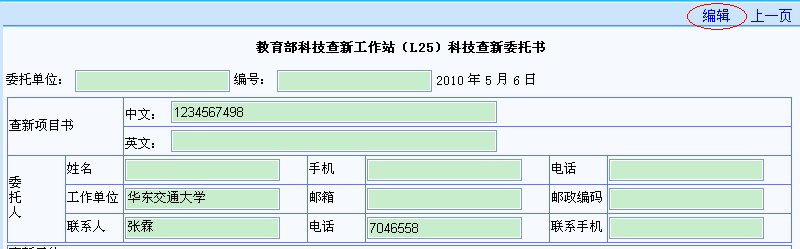 编辑 上一页
教育部科技查新工作站（L25）科技查新委托书
委托单位： 编号： 2010 年 5 月 6 日
查新项目书 中文： 1234567498
英文：
委托人 姓名 手机 电话
工作单位 华东交通大学 邮箱 邮政编码
联系人 张霖 电话 7046558 联系手机